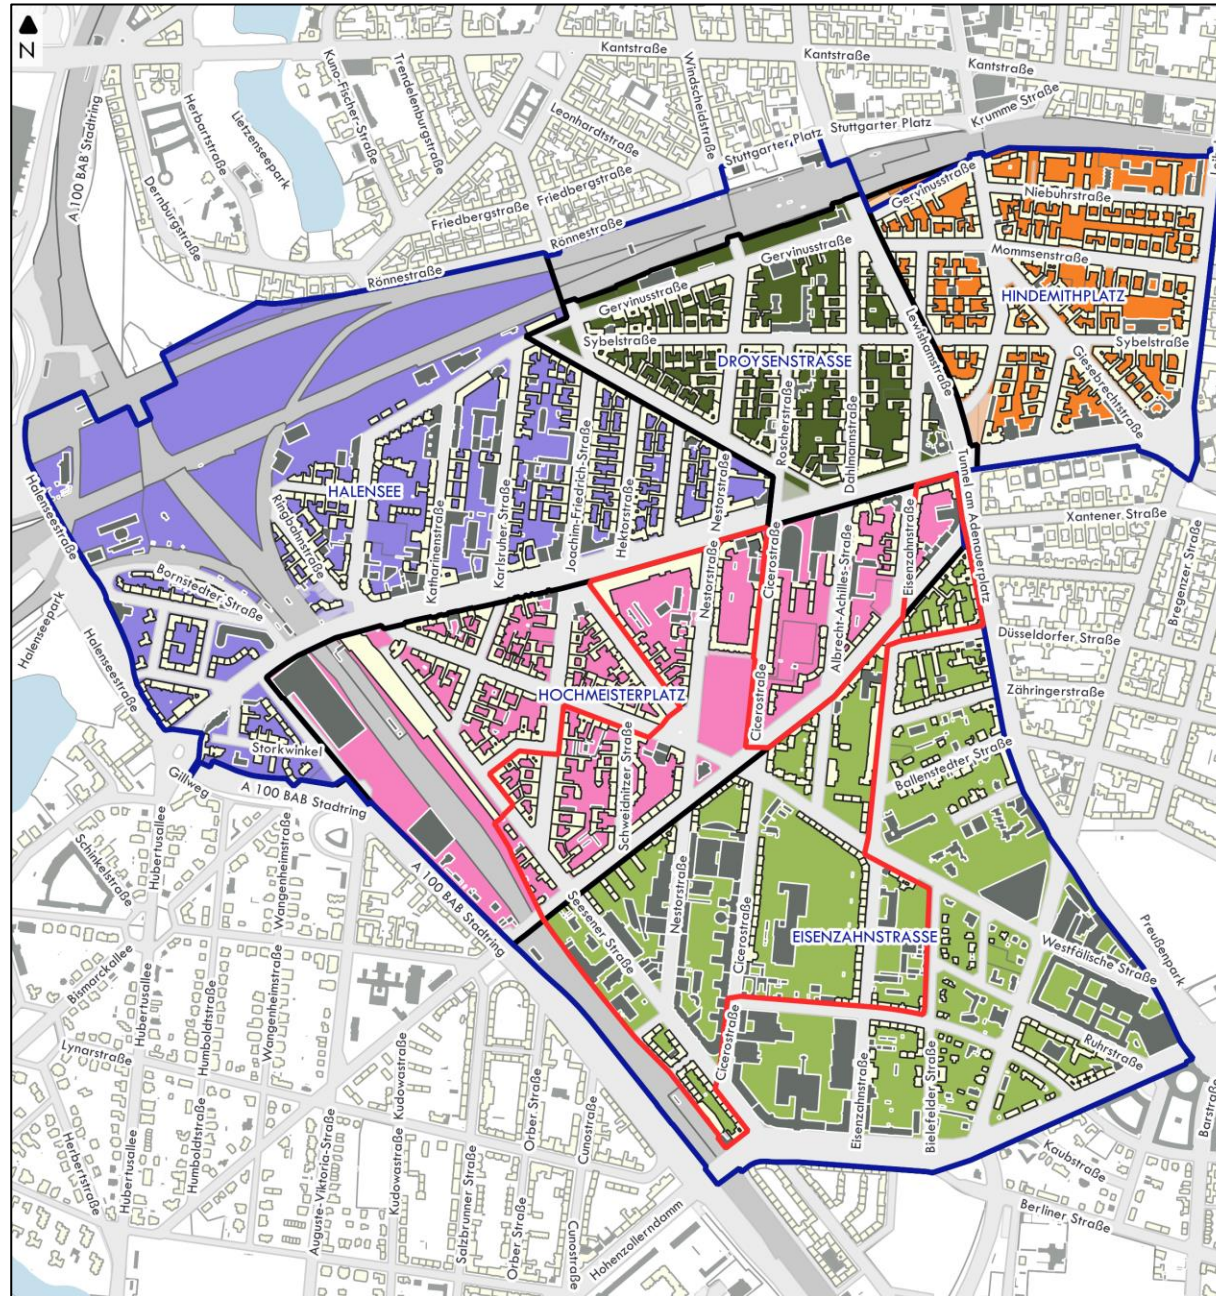 N
Kantstraße
Kantstraße
Kantstraße
A 100 BAB Stadtring
Kuno-Fischer-Straße
Trendelenburgstraße
Windscheidstraße
Krumme Straße
Herbartstraße
Lietzenseepark
Leonhardtstraße
Stuttgarter Platz
Stuttgarter Platz
Dernburgstraße
Friedbergstraße
Friedbergstraße
Gervinusstraße
Niebuhrstraße
Rönnestraße
Rönnestraße
Gervinusstraße
Mommsenstraße
Gervinusstraße
HINDEMITHPLATZ
Lewishamstraße
Sybelstraße
Sybelstraße
DROYSENSTRASSE
Giesebrechtstraße
Roscherstraße
Dahlmannstraße
Joachim-Friedrich-Straße
Halenseestraße
HALENSEE
Karlsruher Straße
Hektorstraße
Nestorstraße
Tunnel am Adenauerplatz
Ringbahnstraße
Katharinenstraße
Xantener Straße
Eisenzahnstraße
Bornstedter Straße
Nestorstraße
Cicerostraße
Albrecht-Achilles-Straße
Bregenzer Straße
Halenseepark
Halenseestraße
Düsseldorfer Straße
HOCHMEISTERPLATZ
Cicerostraße
Zähringerstraße
Storkwinkel
Schweidnitzer Straße
Ballenstedter Straße
Gillweg
A 100 BAB Stadtring
Hubertusallee
Wangenheimstraße
Schinkelstraße
A 100 BAB Stadtring
Seesener Straße
Nestorstraße
Cicerostraße
EISENZAHNSTRASSE
Preußenpark
Westfälische Straße
Bismarckallee
Hubertusallee
Humboldtstraße
Wangenheimstraße
Lynarstraße
Kudowastraße
Orber Straße
Cunostraße
Cicerostraße
Ruhrstraße
Eisenzahnstraße
Bielefelder Straße
Barstraße
Herbertstraße
Hubertusallee
Humboldtstraße
Auguste-Viktoria-Straße
Kudowastraße
Salzbrunner Straße
Orber Straße
Cunostraße
Kaubstraße
Hohenzollerndamm
Berliner Straße